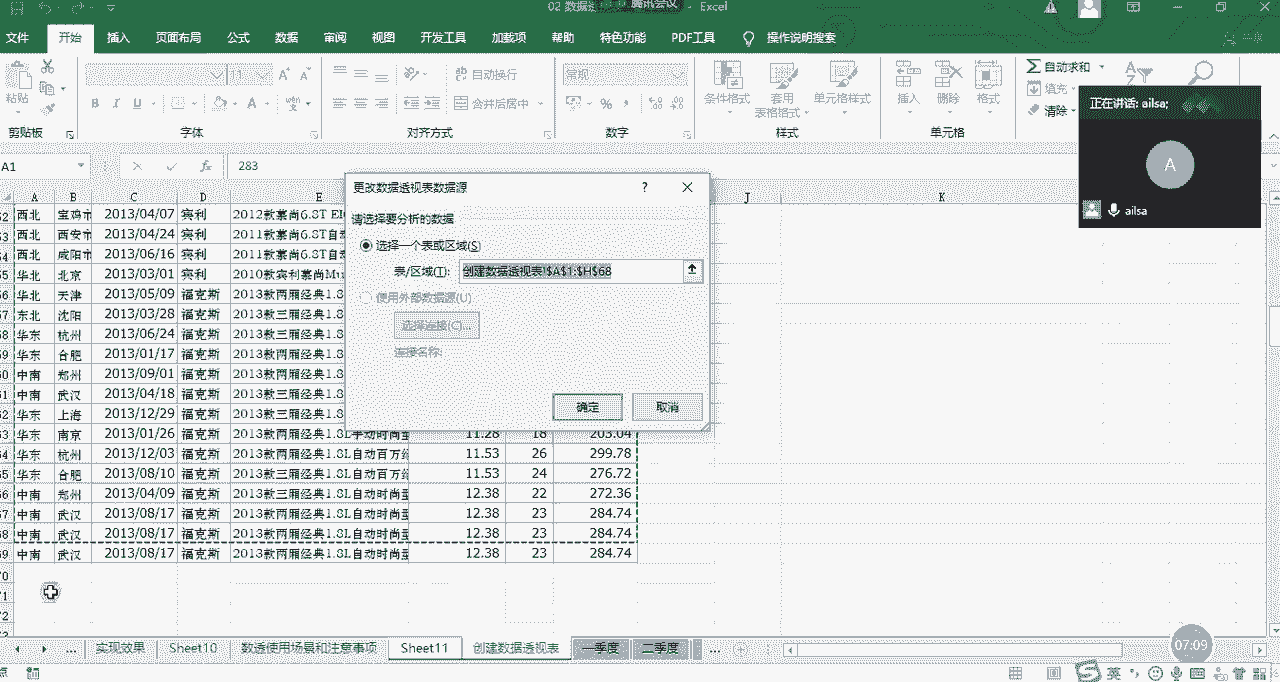 02 数据
腾讯会议
- Excel
文件 开始 插入 页面布局 公式 数据 审阅 视图 开发工具 加载项 帮助 特色功能 PDF工具 操作说明搜索
粘贴
B I U
A A
自动换行
合并后居中
常规
% ,
条件格式 套用 表格格式 单元格样式
插入 删除 格式
自动求和
填充
清除
剪贴板 字体 对齐方式 数字 样式 单元格
正在讲话: ailsa;
A
ailsa
A1 fx 283
A B C D E J K
西北 宝鸡市 2013/04/07 宾利 2012款慕尚6.8T
西北 西安市 2013/04/24 宾利 2011款慕尚6.8T自
西北 咸阳市 2013/06/16 宾利 2011款慕尚6.8T自
华北 北京 2013/03/01 宾利 2010款宾利慕尚Mu
华北 天津 2013/05/09 福克斯 2013款两厢经典1.8
东北 沈阳 2013/03/28 福克斯 2013款三厢经典1.8
华东 杭州 2013/06/24 福克斯 2013款两厢经典1.8
华东 合肥 2013/01/17 福克斯 2013款三厢经典1.8
中南 郑州 2013/09/01 福克斯 2013款两厢经典1.8
中南 武汉 2013/04/18 福克斯 2013款三厢经典1.8
华东 上海 2013/12/29 福克斯 2013款三厢经典1.8
华东 南京 2013/01/26 福克斯 2013款两厢经典1.8L手动时尚型 11.28 18 203.04
华东 杭州 2013/12/03 福克斯 2013款两厢经典1.8L自动百万纪 11.53 26 299.78
华东 合肥 2013/08/10 福克斯 2013款三厢经典1.8L自动百万纪 11.53 24 276.72
中南 郑州 2013/04/09 福克斯 2013款三厢经典1.8L自动时尚型 12.38 22 272.36
中南 武汉 2013/08/17 福克斯 2013款两厢经典1.8L自动时尚型 12.38 23 284.74
中南 武汉 2013/08/17 福克斯 2013款两厢经典1.8L自动时尚型 12.38 23 284.74
中南 武汉 2013/08/17 福克斯 2013款两厢经典1.8L自动时尚型 12.38 23 284.74
更改数据透视表数据源 ?
请选择要分析的数据
选择一个表或区域(S)
表/区域(T): 创建数据透视表!$A$1:$H$68
使用外部数据源(U)
选择连接(C)...
连接名称:
确定 取消
... 实现效果 Sheet10 数透使用场景和注意事项 Sheet11 创建数据透视表 一季度 二季度 ...
07:09
英